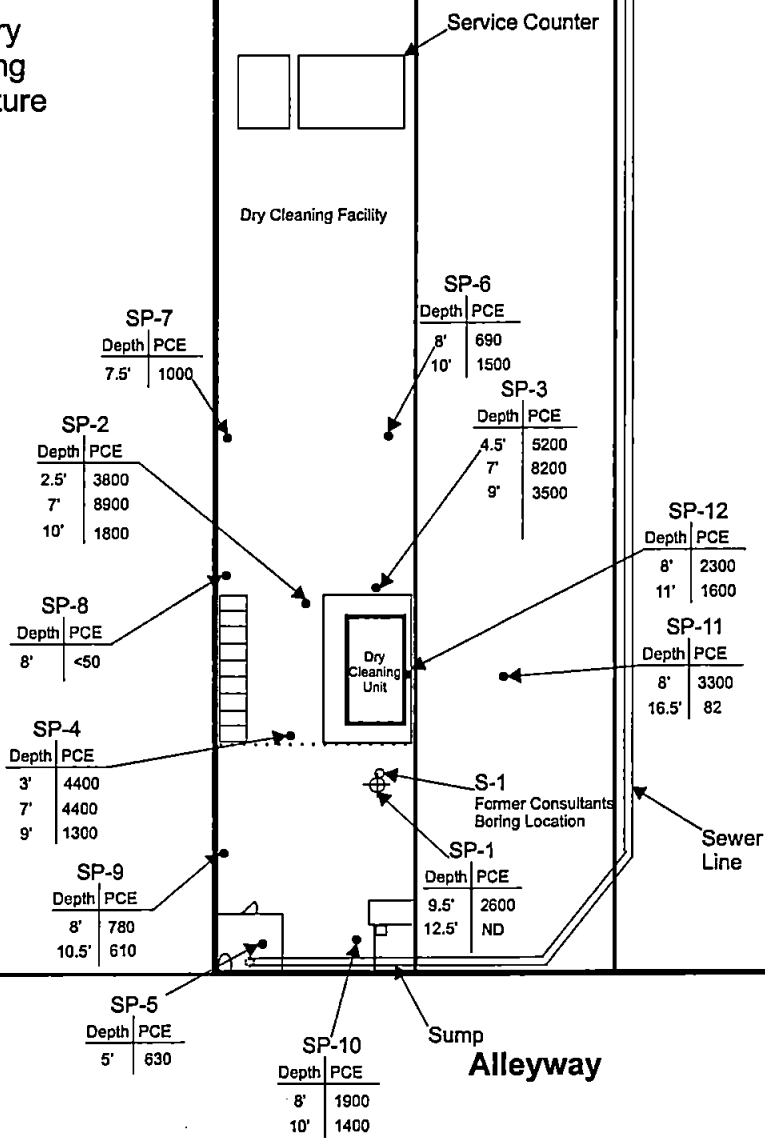 ry
ng
ture
Service Counter
Dry Cleaning Facility
SP-6
Depth PCE
8' 690
10' 1500
SP-7
Depth PCE
7.5' 1000
SP-3
Depth PCE
4.5' 5200
7' 8200
9' 3500
SP-2
Depth PCE
2.5' 3800
7' 8900
10' 1800
SP-12
Depth PCE
8' 2300
11' 1600
SP-8
Depth PCE
8' <50
SP-11
Depth PCE
8' 3300
16.5' 82
Dry
Cleaning
Unit
SP-4
Depth PCE
3' 4400
7' 4400
9' 1300
S-1
Former Consultants
Boring Location
Sewer
Line
SP-1
Depth PCE
9.5' 2600
12.5' ND
SP-9
Depth PCE
8' 780
10.5' 610
SP-5
Depth PCE
5' 630
Sump
SP-10
Depth PCE
8' 1900
10' 1400
Alleyway